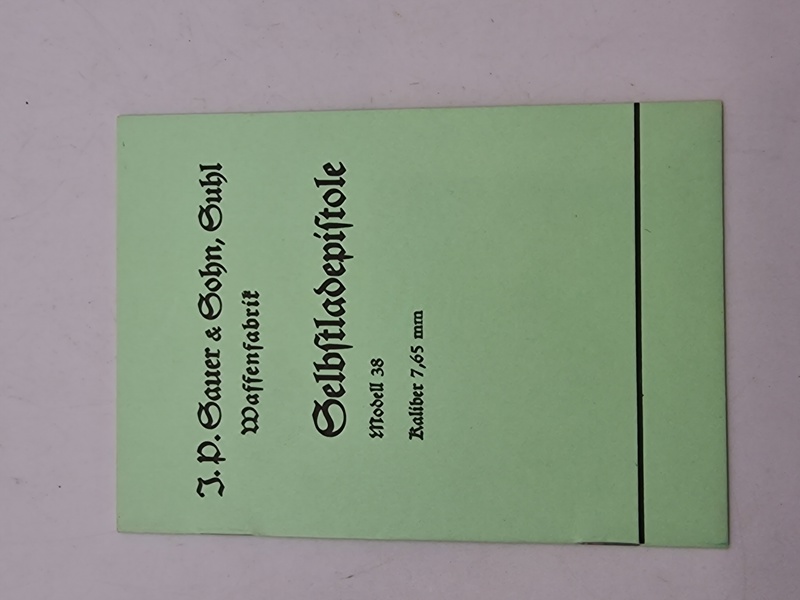 J. P. Sauer & Sohn, Suhl
Waffenfabrik
Selbſtladepiſtole
Modell 38
Kaliber 7,65 mm